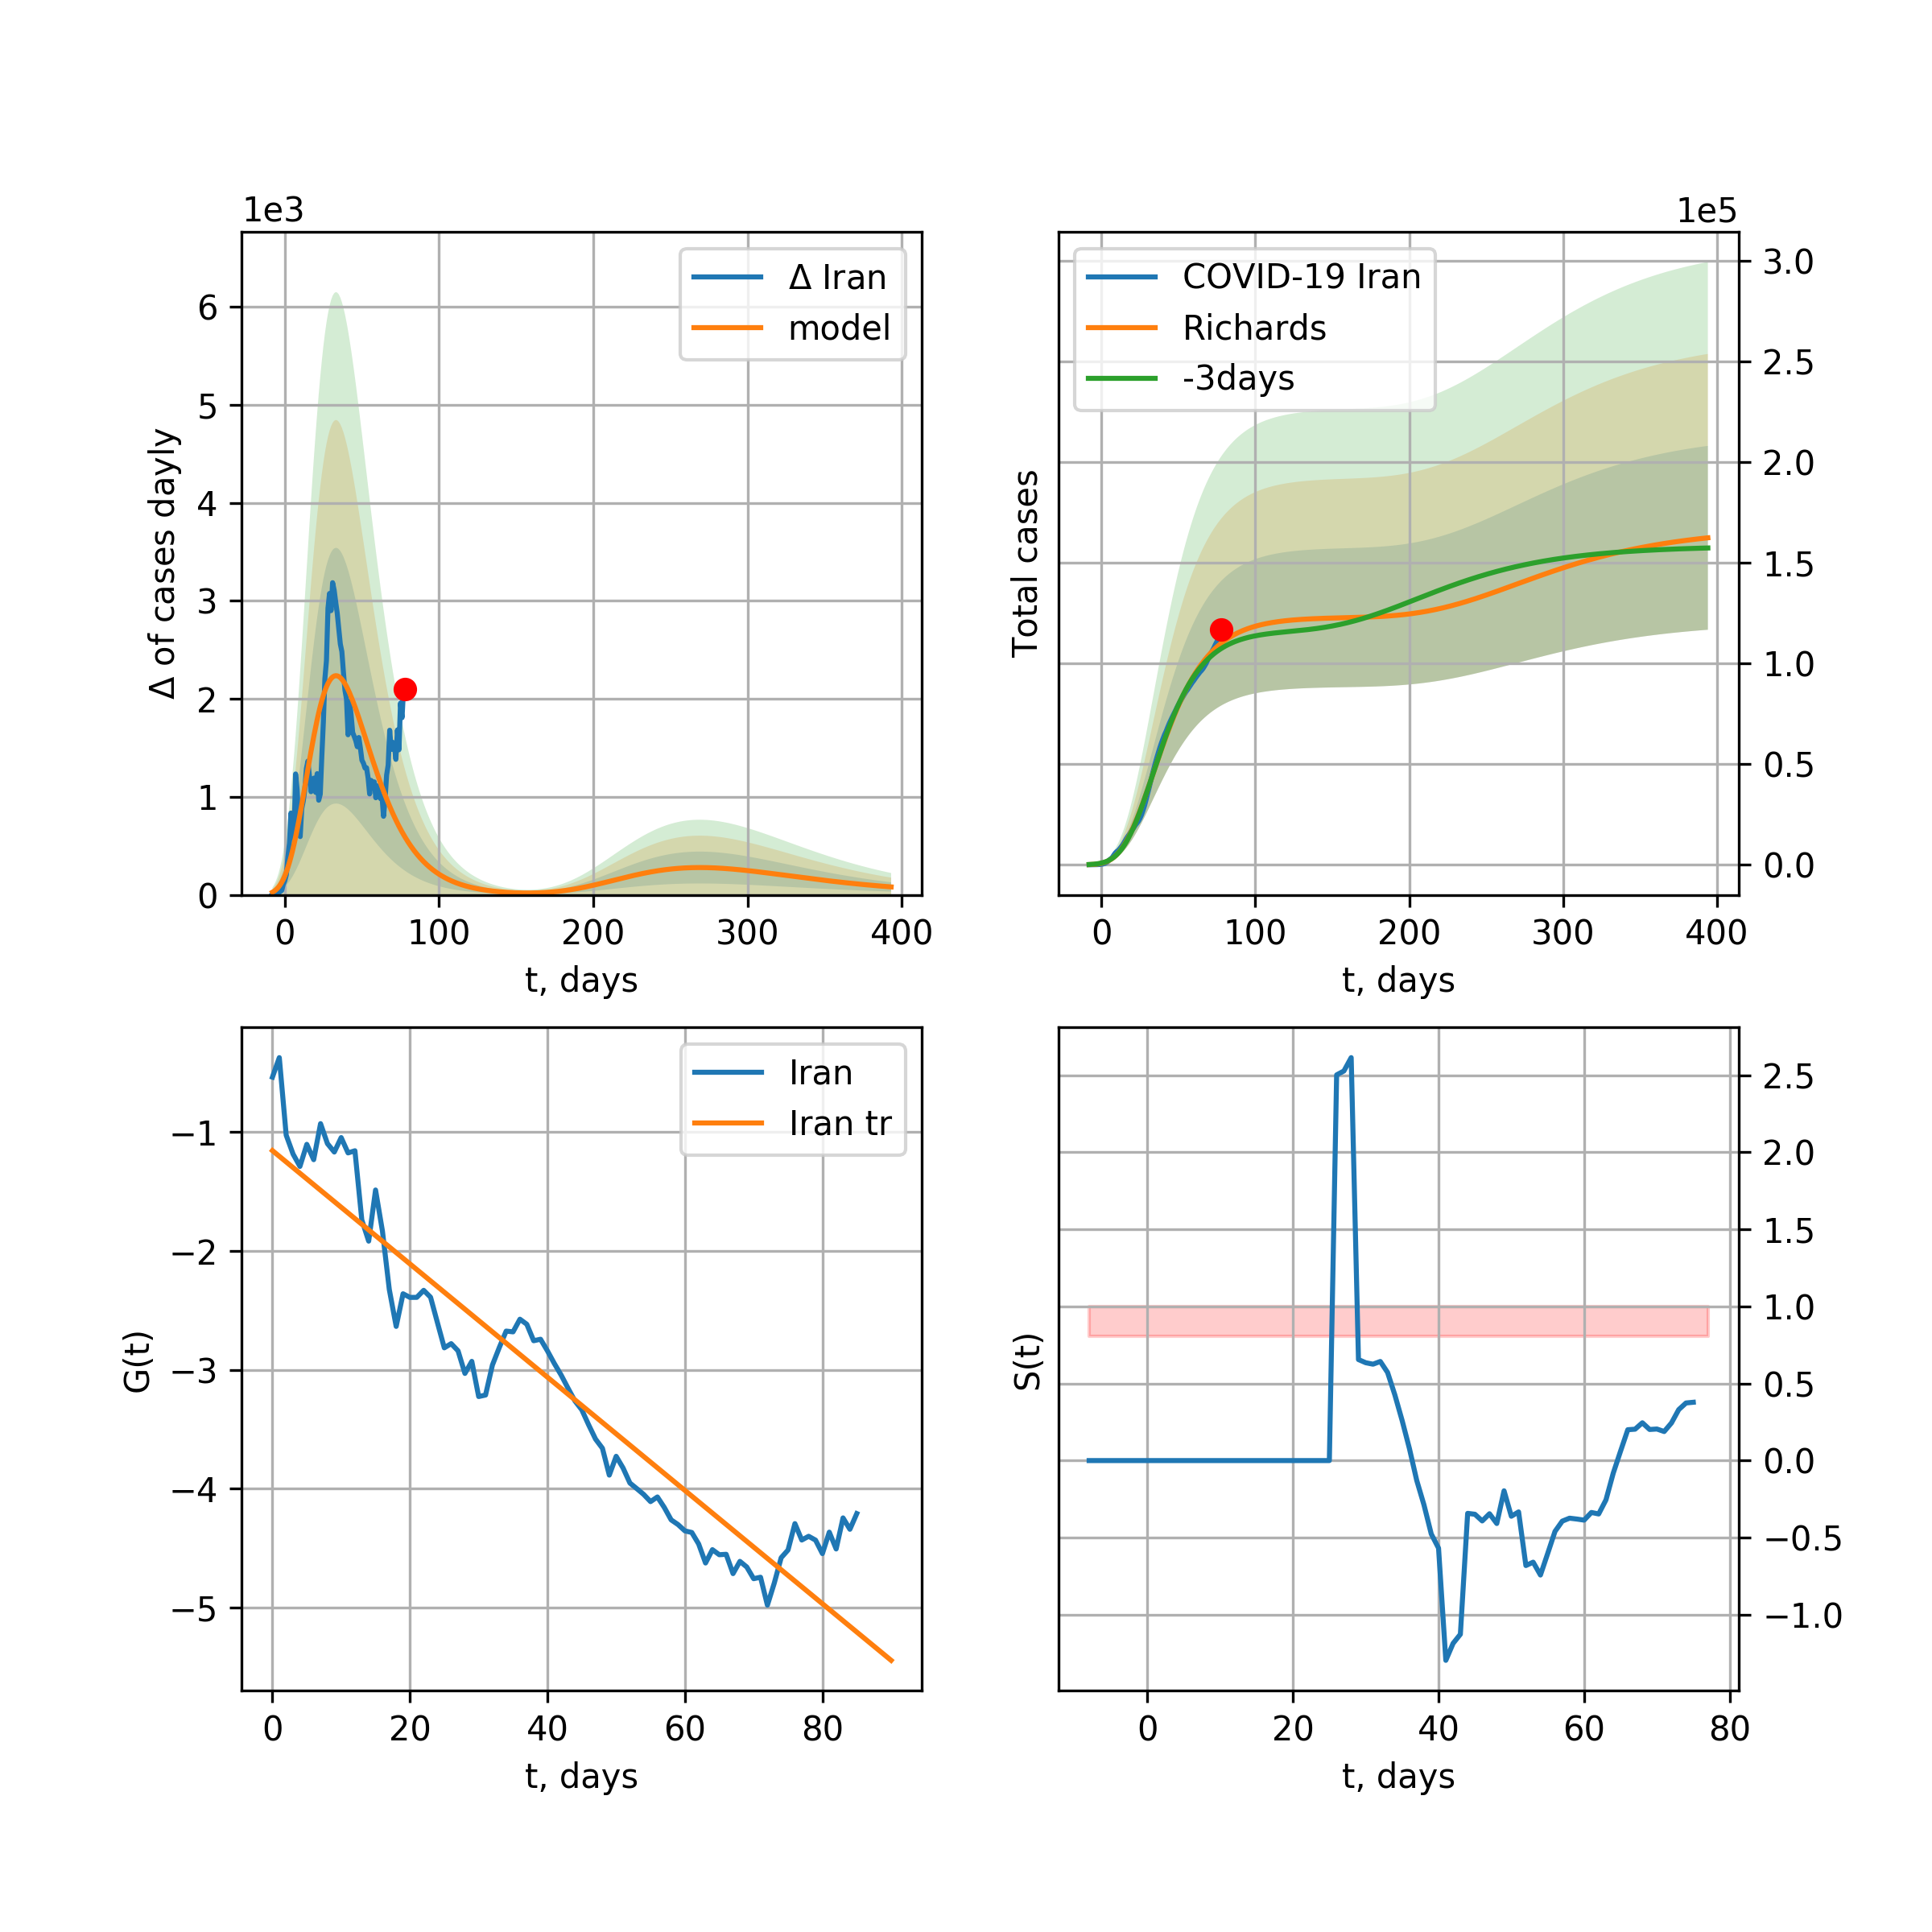 1e3
Δ of cases dayly
6
5
4
3
2
1
0
Δ Iran
model
0 100 200 300 400
t, days
1e5
Total cases
COVID-19 Iran
Richards
-3days
3.0
2.5
2.0
1.5
1.0
0.5
0.0
0 100 200 300 400
t, days
G(t)
−1
−2
−3
−4
−5
Iran
Iran tr
0 20 40 60 80
t, days
S(t)
2.5
2.0
1.5
1.0
0.5
0.0
−0.5
−1.0
0 20 40 60 80
t, days